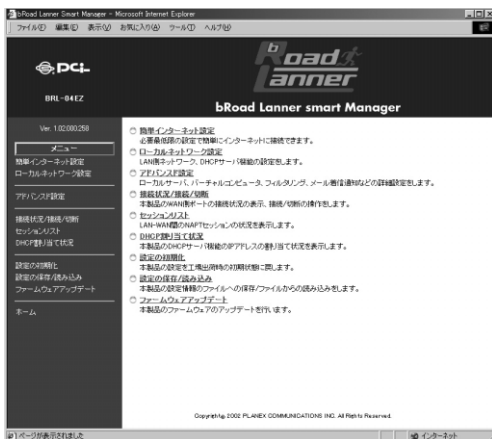 bRoad Lanner Smart Manager - Microsoft Internet Explorer
ファイル(F) 編集(E) 表示(V) お気に入り(A) ツール(T) ヘルプ(H)
PCi
BRL-04EZ
bRoad Lanner
bRoad Lanner smart Manager
Ver. 1.02:000.258
メニュー
簡単インターネット設定
ローカルネットワーク設定
アドバンスド設定
接続状況/接続/切断
セッションリスト
DHCP割り当て状況
設定の初期化
設定の保存/読み込み
ファームウェアアップデート
ホーム
簡単インターネット設定
必要最低限の設定で簡単にインターネットに接続できます。
ローカルネットワーク設定
LAN側ネットワーク、DHCPサーバ機能の設定をします。
アドバンスド設定
ローカルサーバ、バーチャルコンピュータ、フィルタリング、メール着信通知などの詳細設定をします。
接続状況/接続/切断
本製品のWAN側ポートの接続状況の表示、接続/切断の操作をします。
セッションリスト
LAN-WAN間のNAPTセッションの状況を表示します。
DHCP割り当て状況
本製品のDHCPサーバ機能のIPアドレスの割り当て状況を表示します。
設定の初期化
本製品の設定を工場出荷時の初期状態に戻します。
設定の保存/読み込み
本製品の設定情報のファイルへの保存/ファイルからの読み込みをします。
ファームウェアアップデート
本製品のファームウェアのアップデートを行います。
Copyright© 2002 PLANEX COMMUNICATIONS INC. All Rights Reserved.
ページが表示されました
インターネット